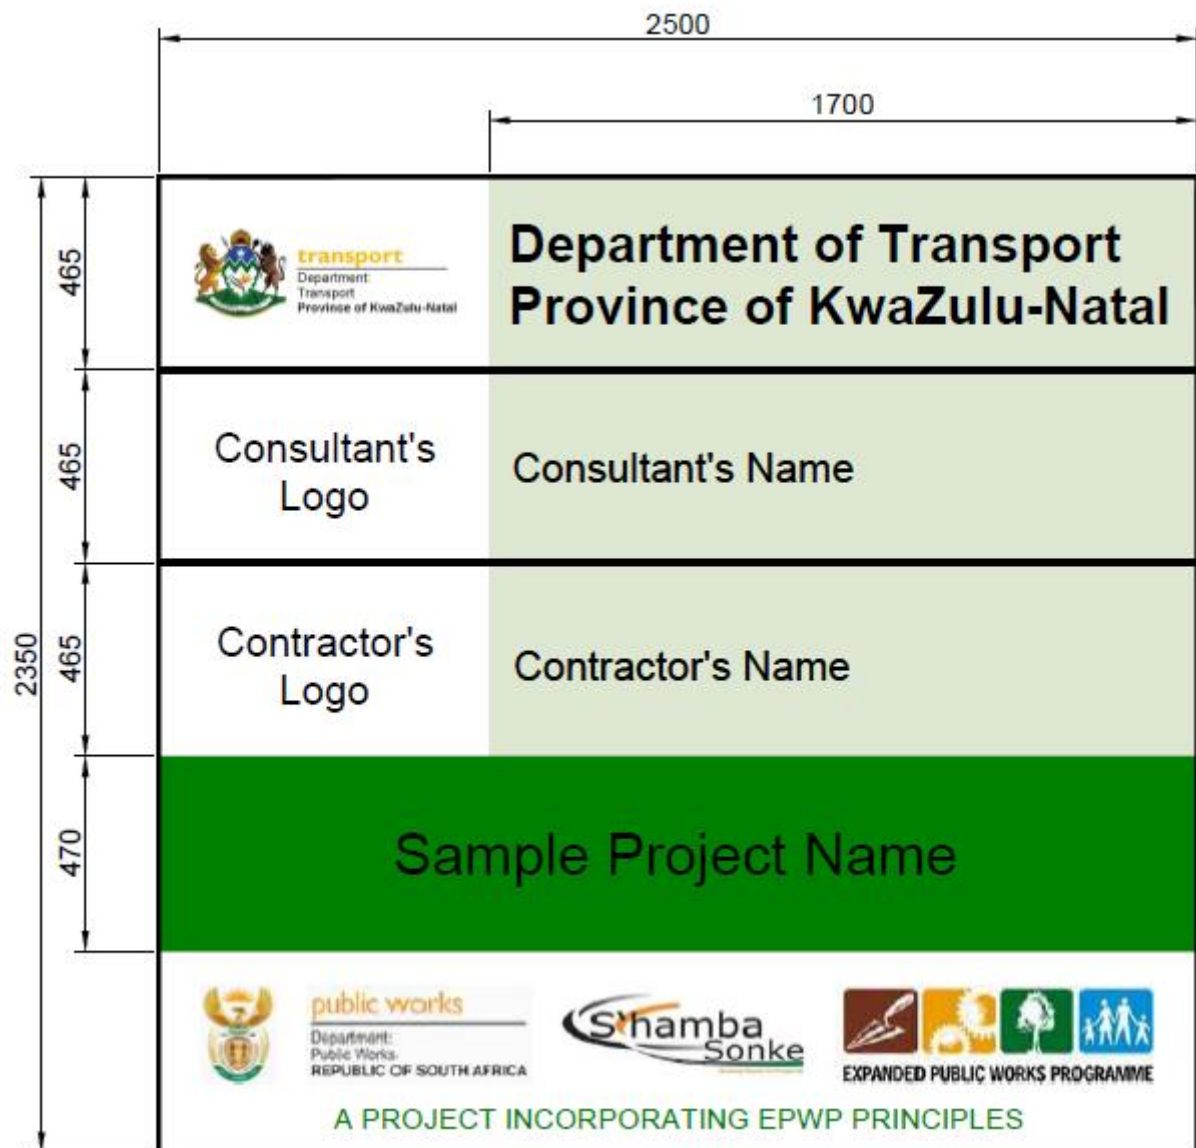 2500
1700
465
transport
Department:
Transport
Province of KwaZulu-Natal
Department of Transport
Province of KwaZulu-Natal
465
Consultant's
Logo
Consultant's Name
2350
465
Contractor's
Logo
Contractor's Name
470
Sample Project Name
public works
Department:
Public Works
REPUBLIC OF SOUTH AFRICA
S'hamba
Sonke
EXPANDED PUBLIC WORKS PROGRAMME
A PROJECT INCORPORATING EPWP PRINCIPLES